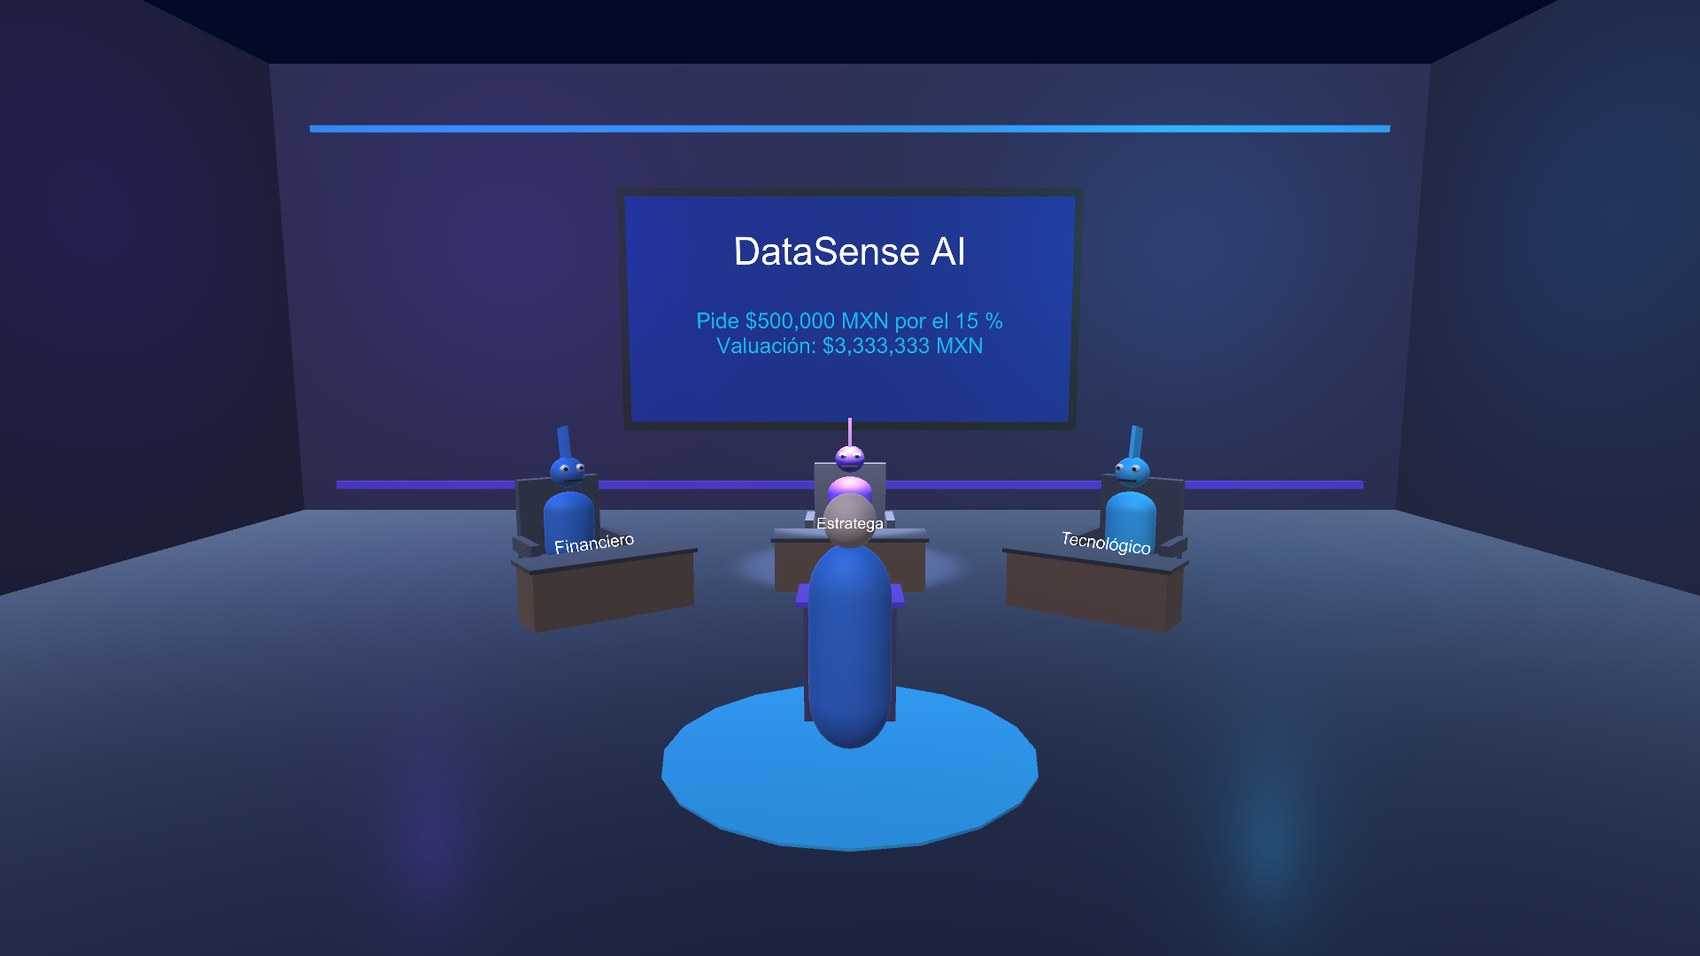 DataSense AI
Pide $500,000 MXN por el 15 %
Valuación: $3,333,333 MXN
Financiero
Estratega
Tecnológico